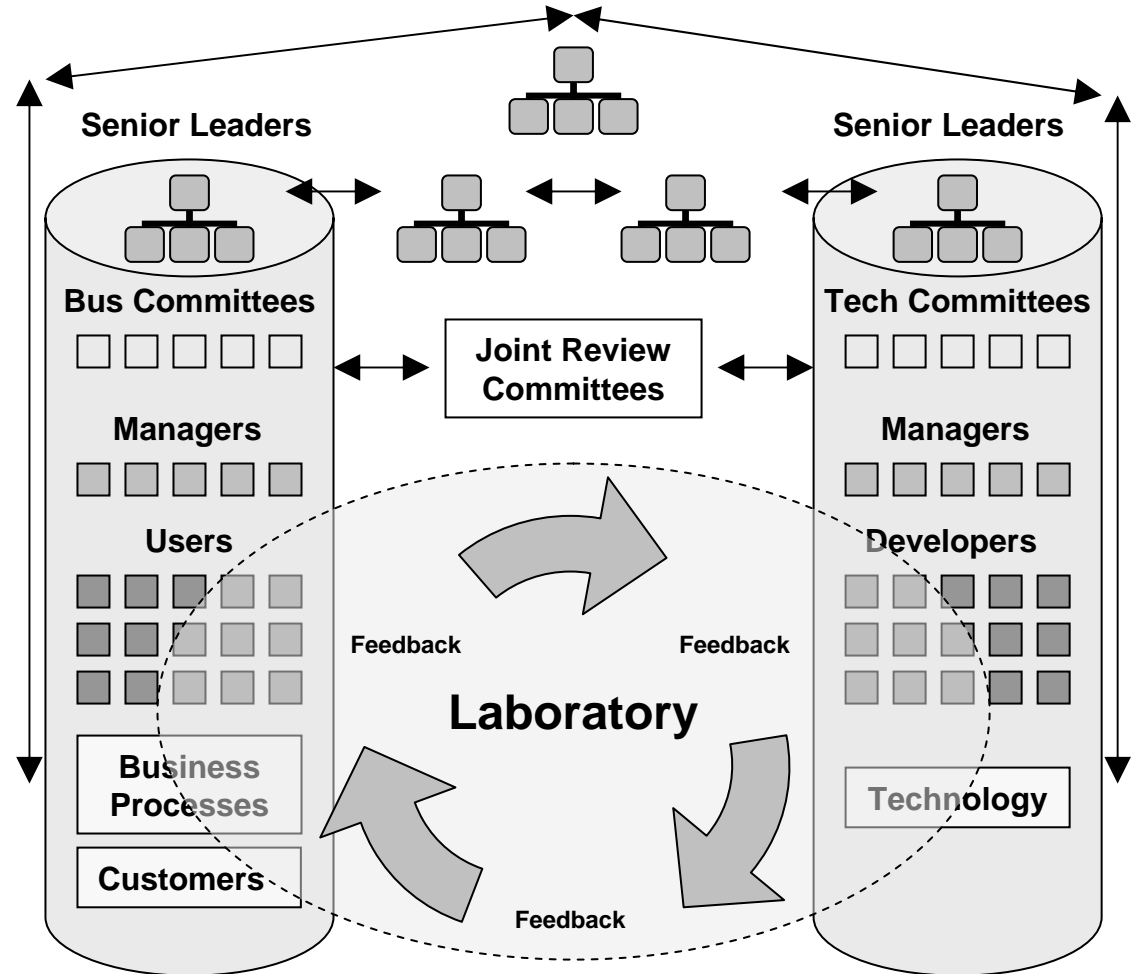 Senior Leaders
Senior Leaders
Bus Committees
Tech Committees
Joint Review
Committees
Managers
Managers
Users
Developers
Feedback
Feedback
Laboratory
Business
Processes
Technology
Customers
Feedback